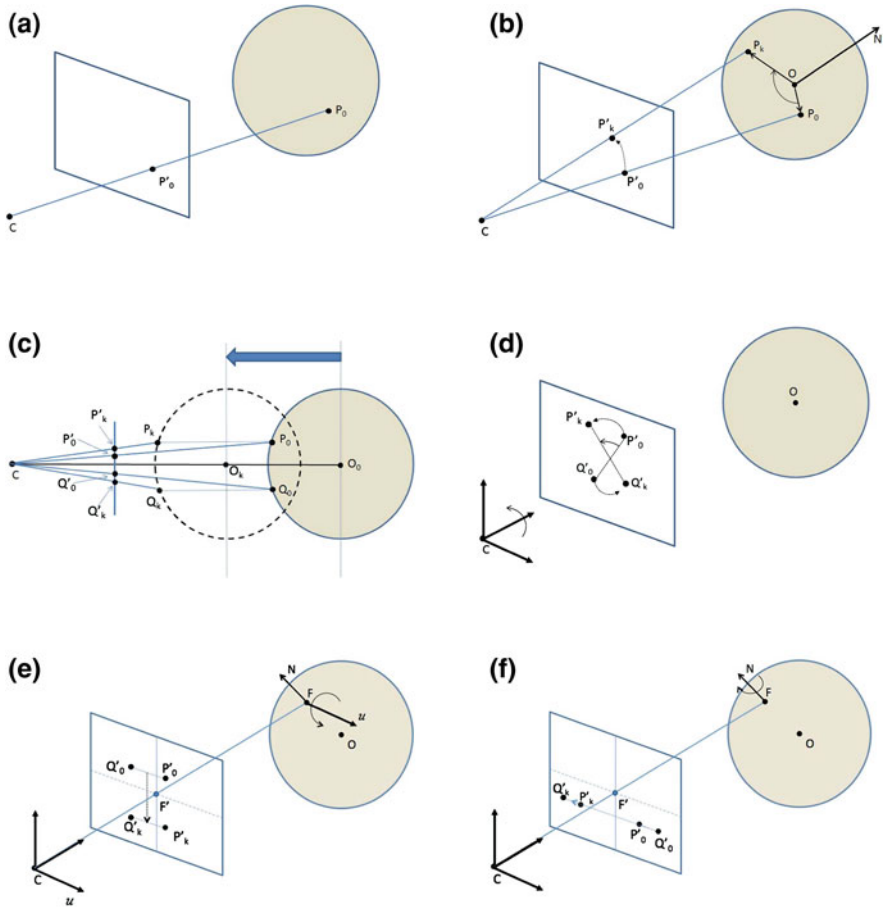 (a)
P₀
P'₀
C
(b)
N
Pₖ
O
P₀
P'ₖ
P'₀
C
(c)
P'ₖ
P'₀
Pₖ
P₀
C
Oₖ
O₀
Q'₀
Q'ₖ
Qₖ
Q₀
(d)
O
P'ₖ
P'₀
Q'₀
Q'ₖ
C
(e)
N
F
u
O
Q'₀
P'₀
F'
Q'ₖ
P'ₖ
C
u
(f)
N
F
O
Q'ₖ
P'ₖ
F'
P'₀
Q'₀
C